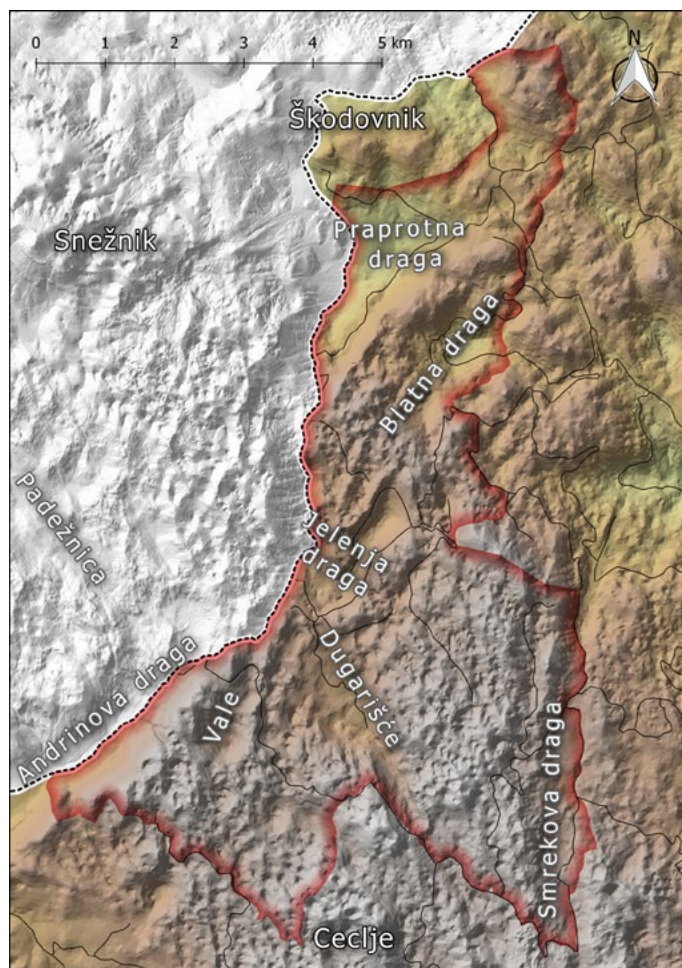 0 1 2 3 4 5 km
N
Škodovnik
Snežnik
Praprotna
draga
Blatna draga
Padežnica
Jelenja
draga
Dugarišće
Andrinova draga
Vale
Smrekova draga
Ceclje